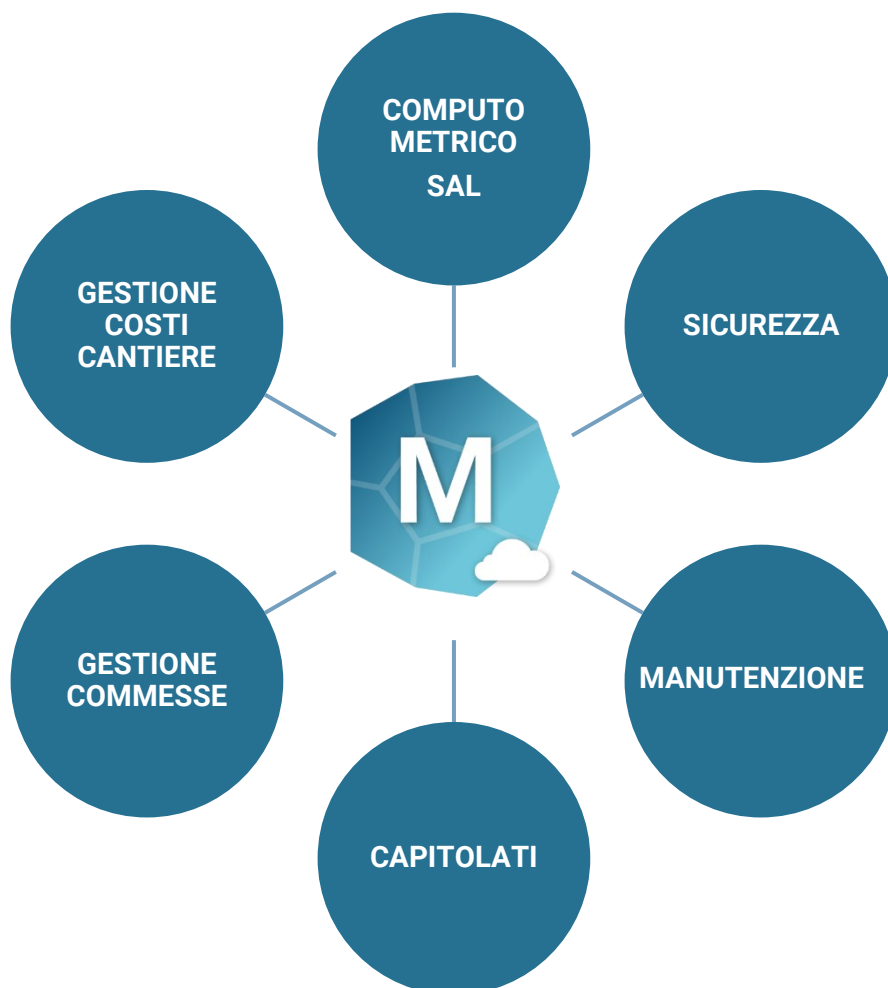 COMPUTO
METRICO
SAL
GESTIONE
COSTI
CANTIERE
SICUREZZA
M
GESTIONE
COMMESSE
MANUTENZIONE
CAPITOLATI